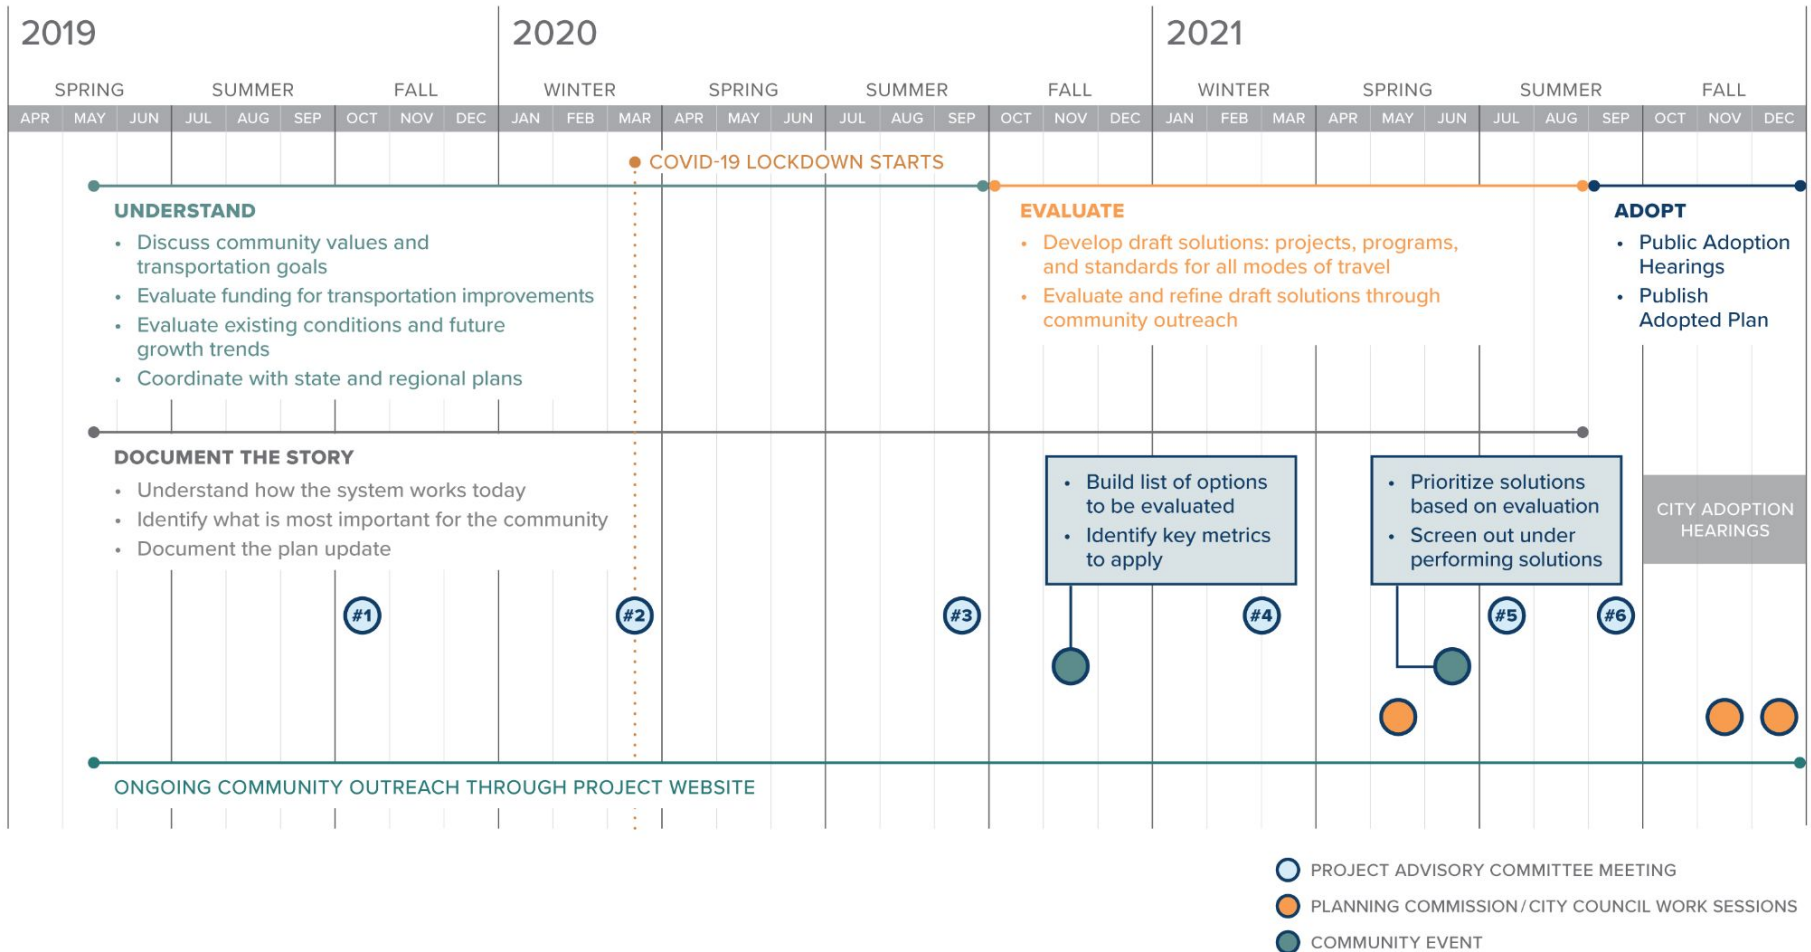 2019
2020
2021
SPRING SUMMER FALL WINTER SPRING SUMMER FALL WINTER SPRING SUMMER FALL
APR MAY JUN JUL AUG SEP OCT NOV DEC JAN FEB MAR APR MAY JUN JUL AUG SEP OCT NOV DEC JAN FEB MAR APR MAY JUN JUL AUG SEP OCT NOV DEC
COVID-19 LOCKDOWN STARTS
UNDERSTAND
• Discuss community values and
transportation goals
• Evaluate funding for transportation improvements
• Evaluate existing conditions and future
growth trends
• Coordinate with state and regional plans
EVALUATE
• Develop draft solutions: projects, programs,
and standards for all modes of travel
• Evaluate and refine draft solutions through
community outreach
ADOPT
• Public Adoption
Hearings
• Publish
Adopted Plan
DOCUMENT THE STORY
• Understand how the system works today
• Identify what is most important for the community
• Document the plan update
• Build list of options
to be evaluated
• Identify key metrics
to apply
• Prioritize solutions
based on evaluation
• Screen out under
performing solutions
CITY ADOPTION
HEARINGS
#1 #2 #3 #4 #5 #6
ONGOING COMMUNITY OUTREACH THROUGH PROJECT WEBSITE
PROJECT ADVISORY COMMITTEE MEETING
PLANNING COMMISSION/CITY COUNCIL WORK SESSIONS
COMMUNITY EVENT